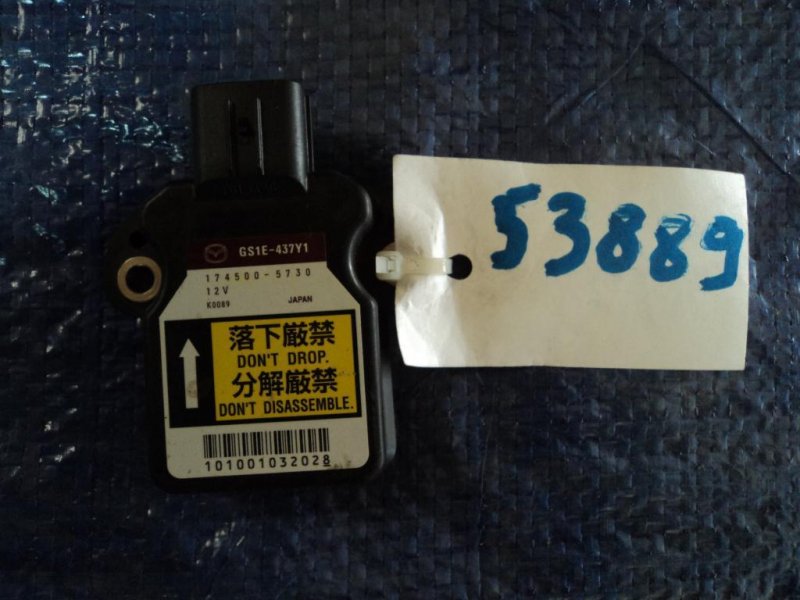 GS1E-437Y1
174500-5730
12V
K0089 JAPAN
落下厳禁
DON'T DROP.
分解厳禁
DON'T DISASSEMBLE.
101001032028
53889